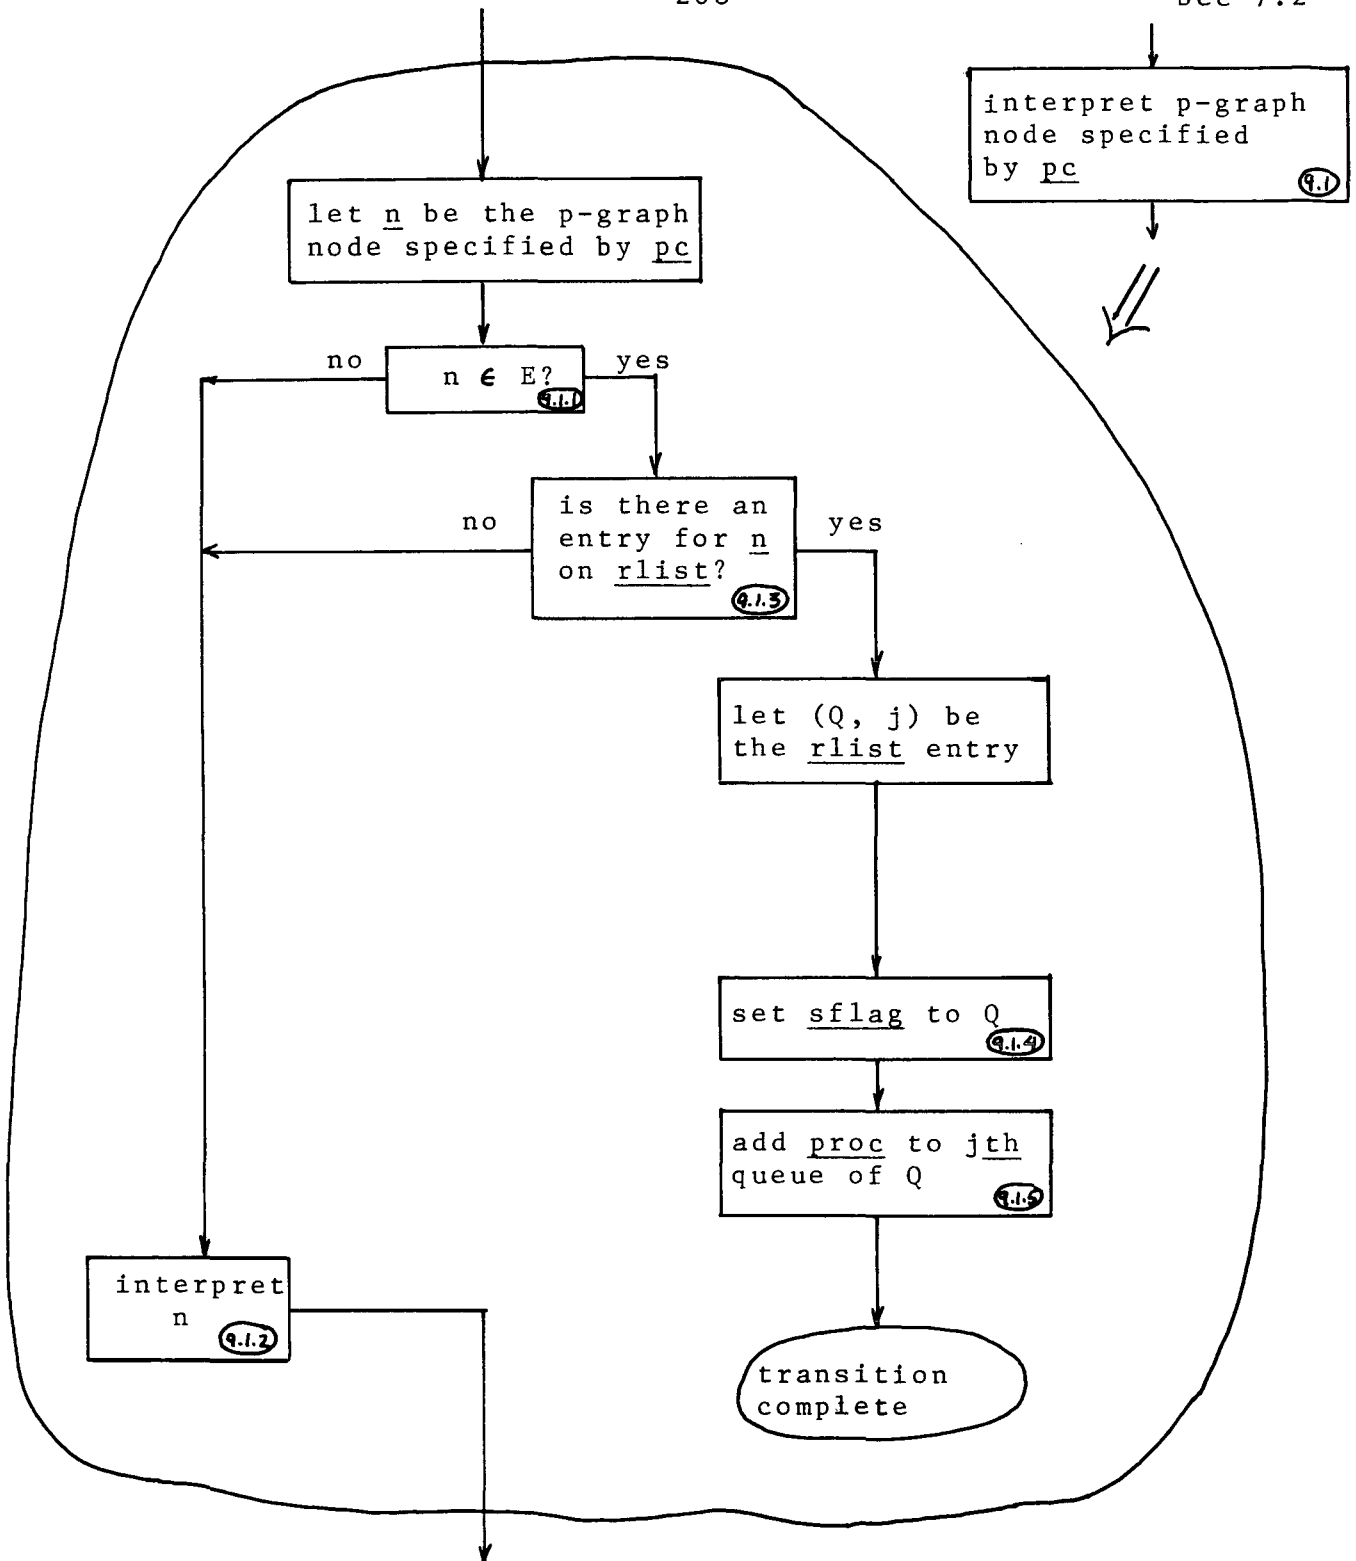 interpret p-graph
node specified
by pc
9.1
let n be the p-graph
node specified by pc
no
n ϵ E?
yes
9.1.1
no
is there an
entry for n
on rlist?
yes
9.1.3
let (Q, j) be
the rlist entry
set sflag to Q
9.1.4
add proc to jth
queue of Q
9.1.5
interpret
n
9.1.2
transition
complete